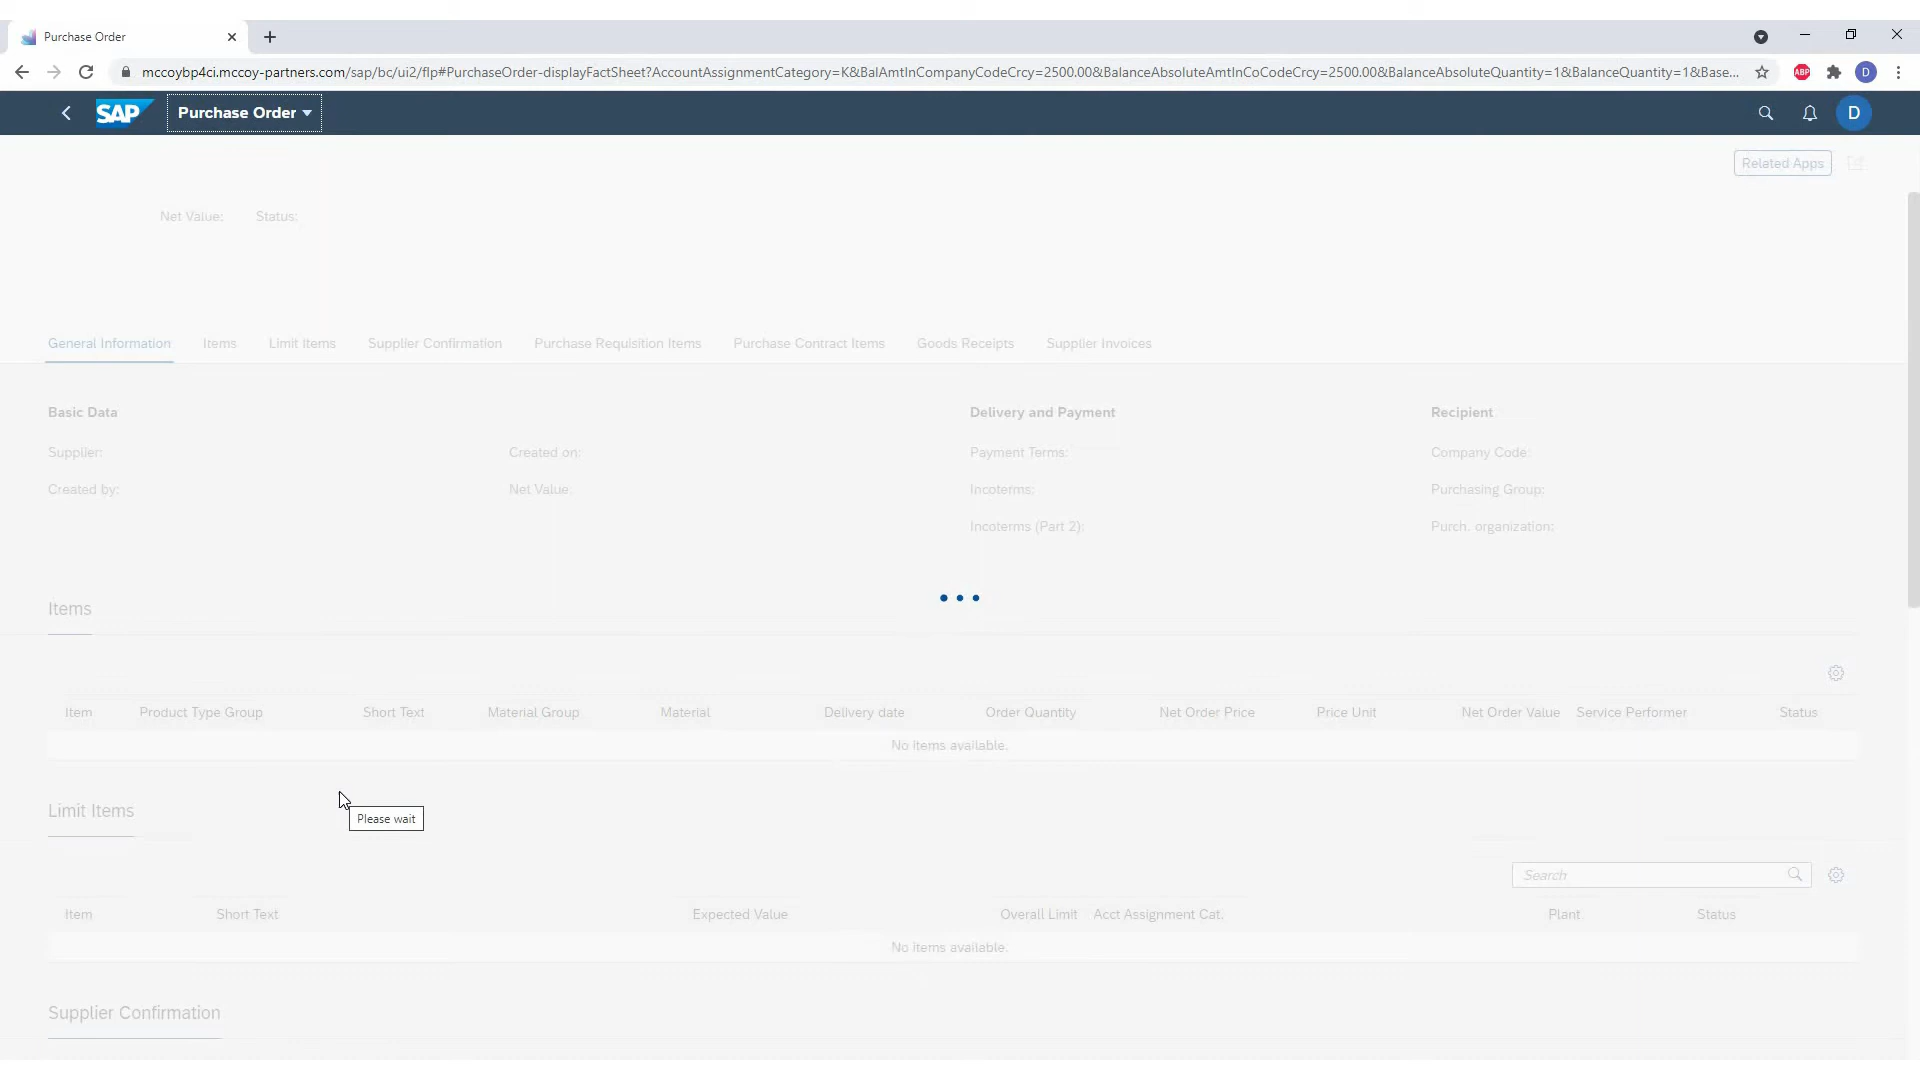 Purchase Order
mccoybp4ci.mccoy-partners.com/sap/bc/ui2/flp#PurchaseOrder-displayFactSheet?AccountAssignmentCategory=K&BalAmtInCompanyCodeCrcy=2500.00&BalanceAbsoluteAmtInCoCodeCrcy=2500.00&BalanceAbsoluteQuantity=1&BalanceQuantity=1&Base...
ABP
D
SAP
Purchase Order
D
Related Apps
Net Value: Status:
General Information Items Limit Items Supplier Confirmation Purchase Requisition Items Purchase Contract Items Goods Receipts Supplier Invoices
Basic Data Delivery and Payment Recipient
Supplier: Created on: Payment Terms: Company Code:
Created by: Net Value: Incoterms: Purchasing Group:
Incoterms (Part 2): Purch. organization:
Items
Item Product Type Group Short Text Material Group Material Delivery date Order Quantity Net Order Price Price Unit Net Order Value Service Performer Status
No items available.
Limit Items
Please wait
Search
Item Short Text Expected Value Overall Limit Acct Assignment Cat. Plant Status
No items available.
Supplier Confirmation